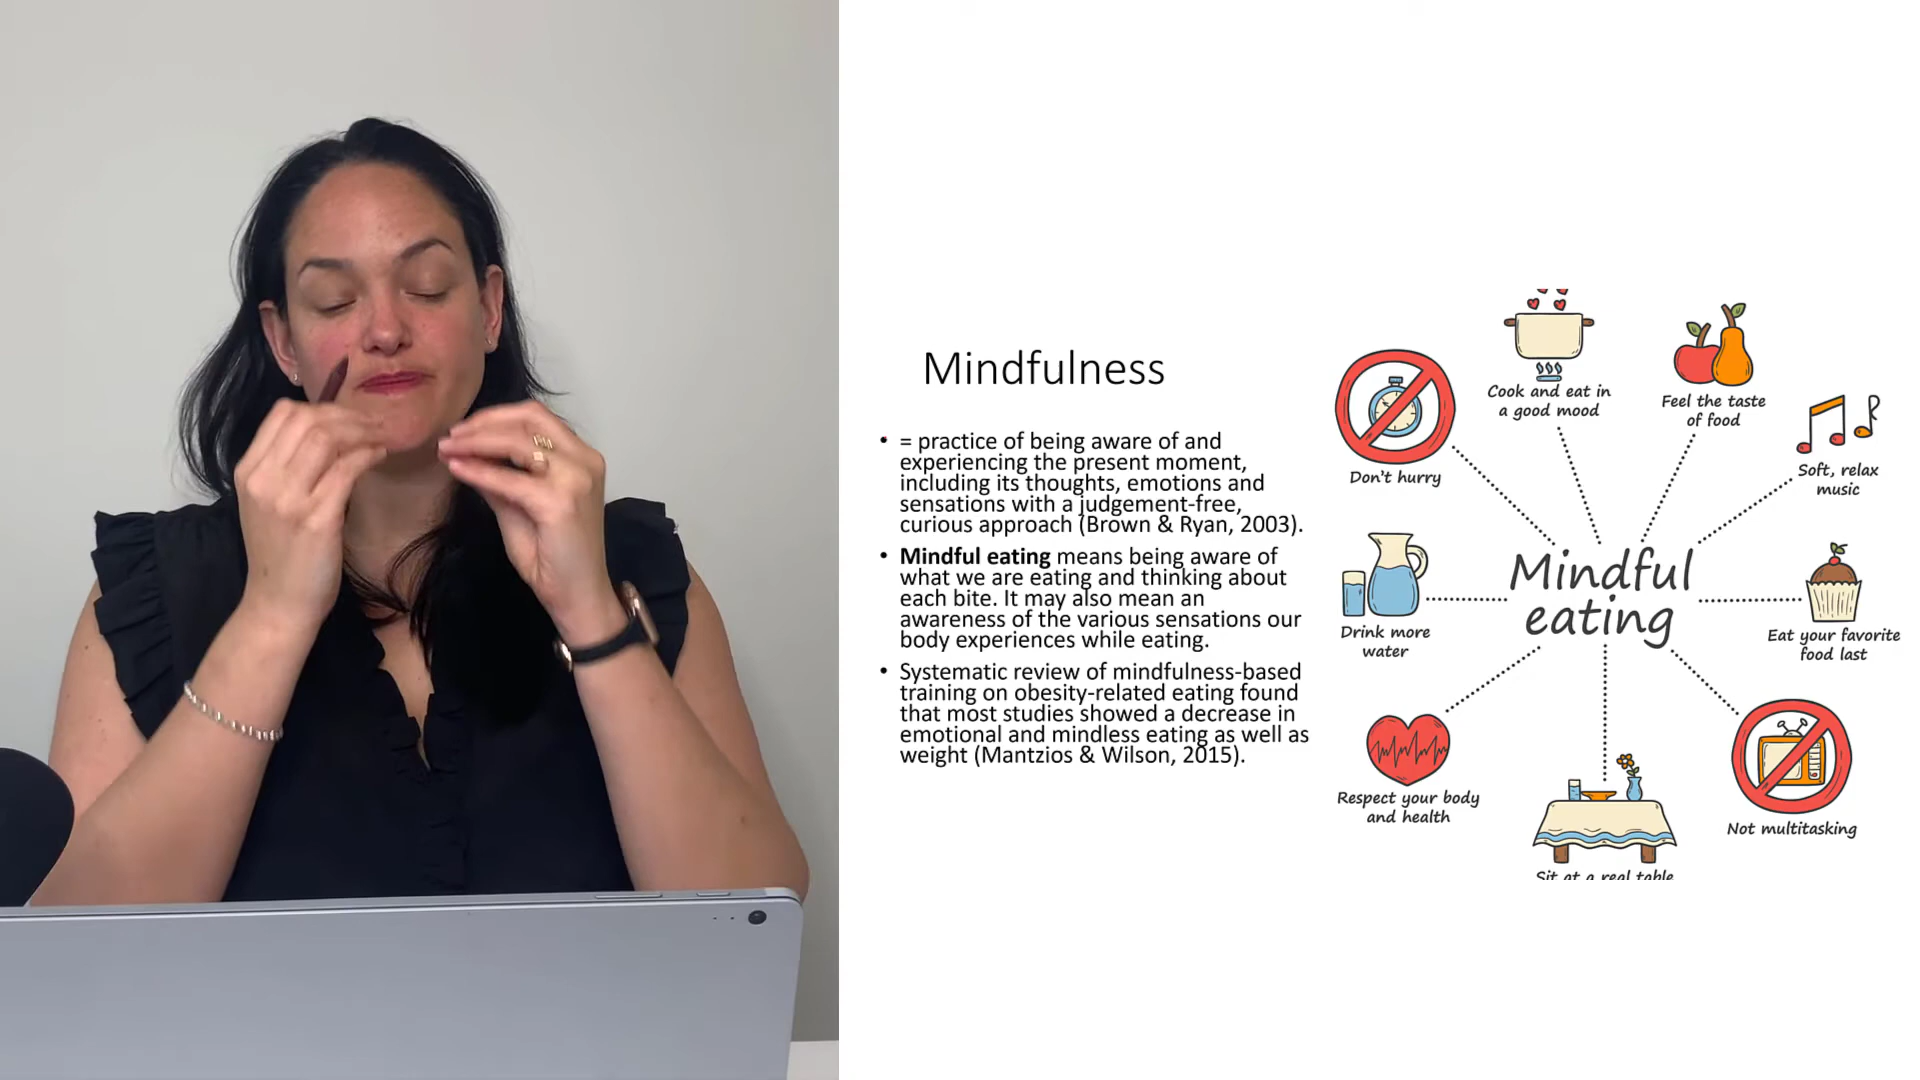 Mindfulness
• = practice of being aware of and
experiencing the present moment,
including its thoughts, emotions and
sensations with a judgement-free,
curious approach (Brown & Ryan, 2003).
• Mindful eating means being aware of
what we are eating and thinking about
each bite. It may also mean an
awareness of the various sensations our
body experiences while eating.
• Systematic review of mindfulness-based
training on obesity-related eating found
that most studies showed a decrease in
emotional and mindless eating as well as
weight (Mantzios & Wilson, 2015).
Cook and eat in
a good mood
Feel the taste
of food
Don't hurry
Soft, relax
music
Mindful
eating
Drink more
water
Eat your favorite
food last
Respect your body
and health
Not multitasking
Sit at a real table